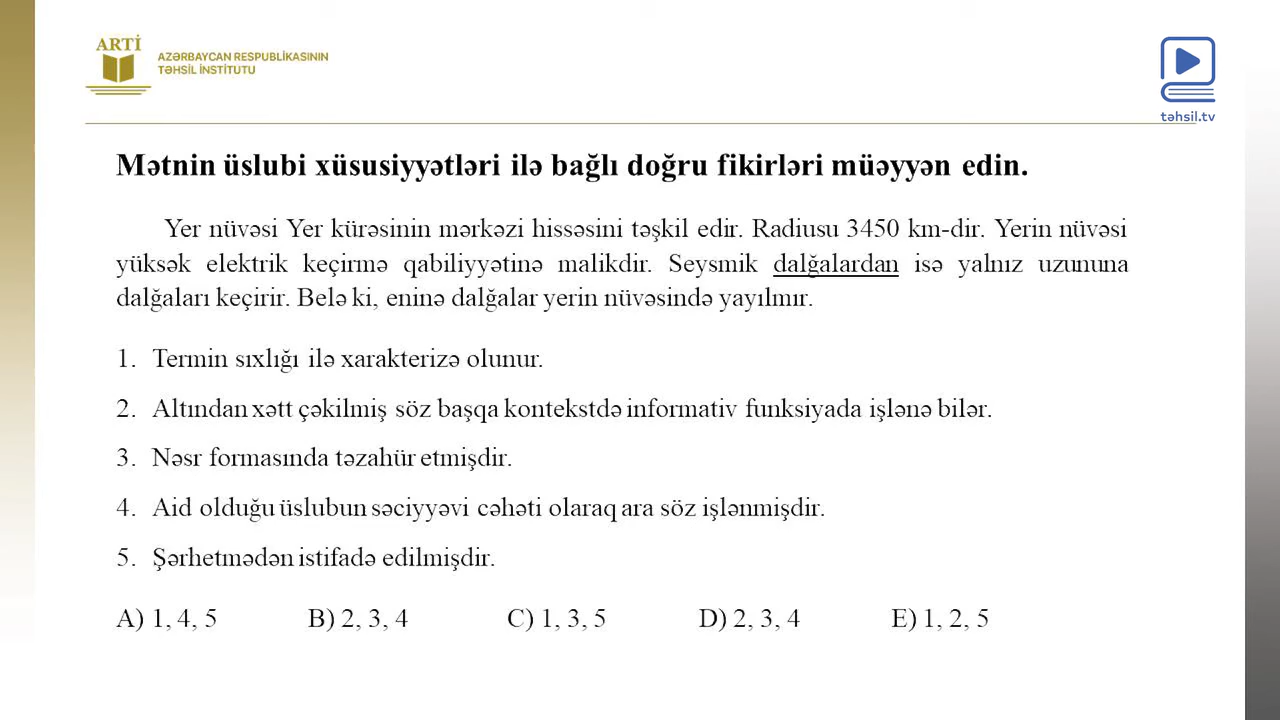 ARTİ
AZƏRBAYCAN RESPUBLİKASININ
TƏHSİL İNSTİTUTU
təhsil.tv
Mətnin üslubi xüsusiyyətləri ilə bağlı doğru fikirləri müəyyən edin.
Yer nüvəsi Yer kürəsinin mərkəzi hissəsini təşkil edir. Radiusu 3450 km-dir. Yerin nüvəsi
yüksək elektrik keçirmə qabiliyyətinə malikdir. Seysmik dalğalardan isə yalnız uzununa
dalğaları keçirir. Belə ki, eninə dalğalar yerin nüvəsində yayılmır.
1. Termin sıxlığı ilə xarakterizə olunur.
2. Altından xətt çəkilmiş söz başqa kontekstdə informativ funksiyada işlənə bilər.
3. Nəsr formasında təzahür etmişdir.
4. Aid olduğu üslubun səciyyəvi cəhəti olaraq ara söz işlənmişdir.
5. Şərhetmədən istifadə edilmişdir.
A) 1, 4, 5 B) 2, 3, 4 C) 1, 3, 5 D) 2, 3, 4 E) 1, 2, 5